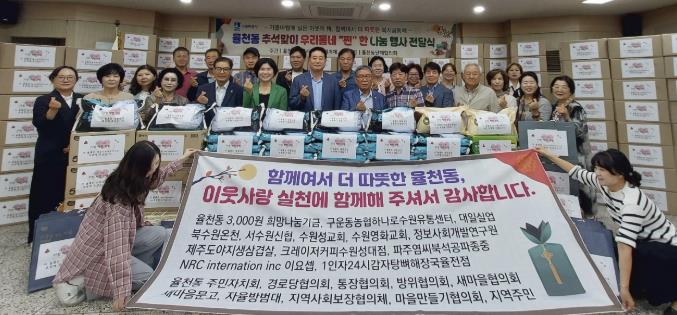 율천동 추석맞이 우리동네 "찐" 한 나눔 행사 전달식
함께여서 더 따뜻한 율천동,
이웃사랑 실천에 함께해 주셔서 감사합니다.
율천동 3,000원 희망나눔기금, 구운동농협하나로수원유통센터, 대일실업
북수원온천, 서수원신협, 수원성교회, 수원영화교회, 정보사회개발연구원
제주도야지생삼겹살, 크레이저커피수원성대점, 파주염씨북석공파종중
NRC internation inc 이요셉, 1인자24시감자탕뼈해장국율전점
율천동 주민자치회, 경로당협의회, 통장협의회, 방위협의회, 새마을협의회
새마을문고, 자율방범대, 지역사회보장협의체, 마을만들기협의회, 지역주민